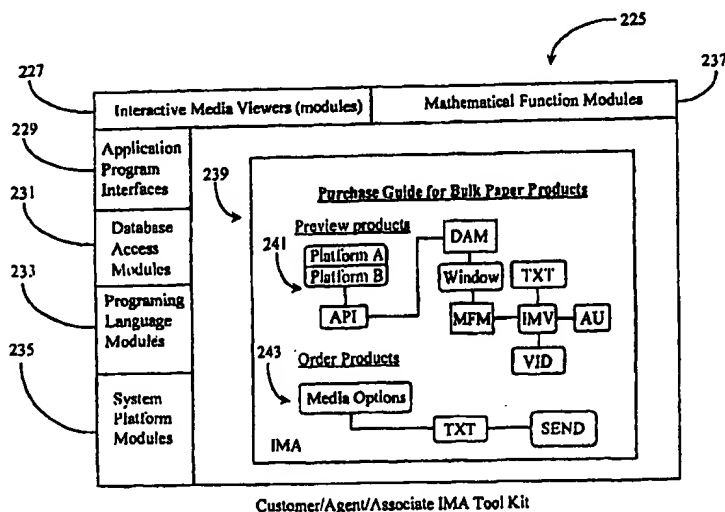 225
227
237
Interactive Media Viewers (modules)
Mathematical Function Modules
229
Application
Program
Interfaces
231
Database
Access
Modules
233
Programing
Language
Modules
235
System
Platform
Modules
239
Purchase Guide for Bulk Paper Products
Preview products
241
Platform A
Platform B
API
DAM
Window
TXT
MFM
IMV
AU
VID
Order Products
243
Media Options
TXT
SEND
IMA
Customer/Agent/Associate IMA Tool Kit